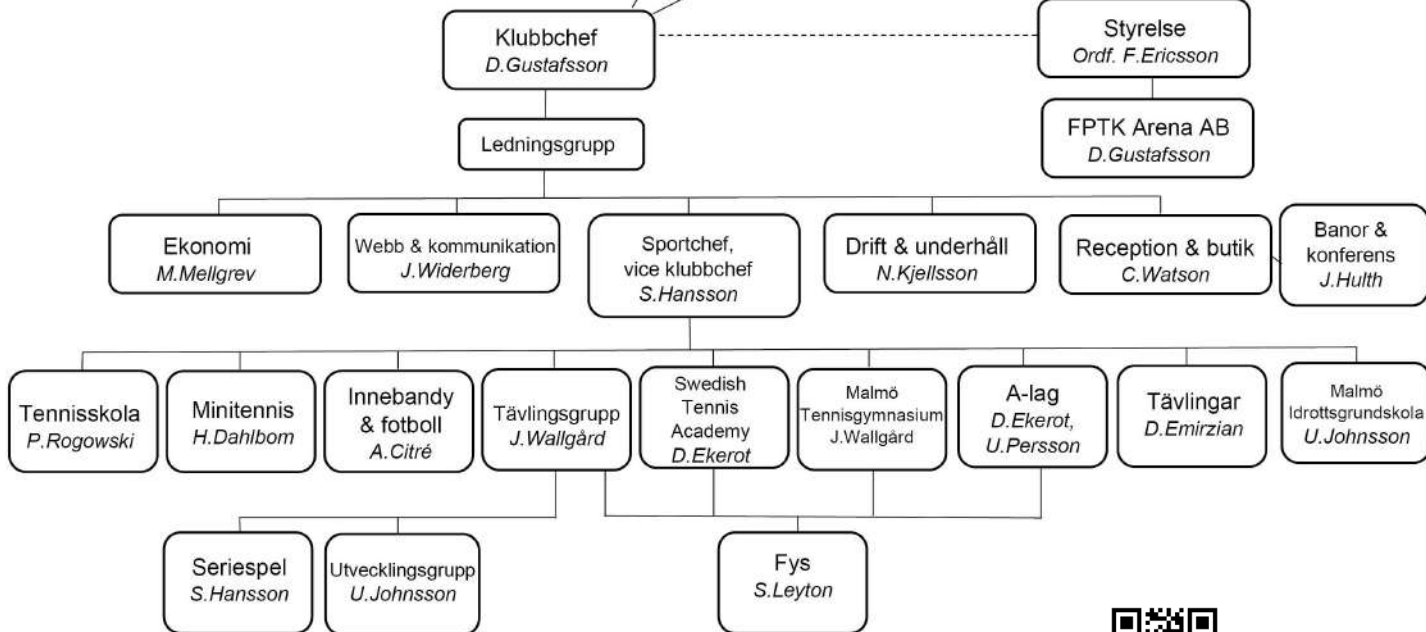 Klubbchef
D.Gustafsson
Styrelse
Ordf. F.Ericsson
Ledningsgrupp
FPTK Arena AB
D.Gustafsson
Ekonomi
M.Mellgrev
Webb & kommunikation
J.Widerberg
Sportchef,
vice klubbchef
S.Hansson
Drift & underhåll
N.Kjellsson
Reception & butik
C.Watson
Banor &
konferens
J.Hulth
Tennisskola
P.Rogowski
Minitennis
H.Dahlbom
Innebandy
& fotboll
A.Citré
Tävlingsgrupp
J.Wallgård
Swedish
Tennis
Academy
D.Ekerot
Malmö
Tennisgymnasium
J.Wallgård
A-lag
D.Ekerot,
U.Persson
Tävlingar
D.Emirzian
Malmö
Idrottsgrundskola
U.Johnsson
Seriespel
S.Hansson
Utvecklingsgrupp
U.Johnsson
Fys
S.Leyton